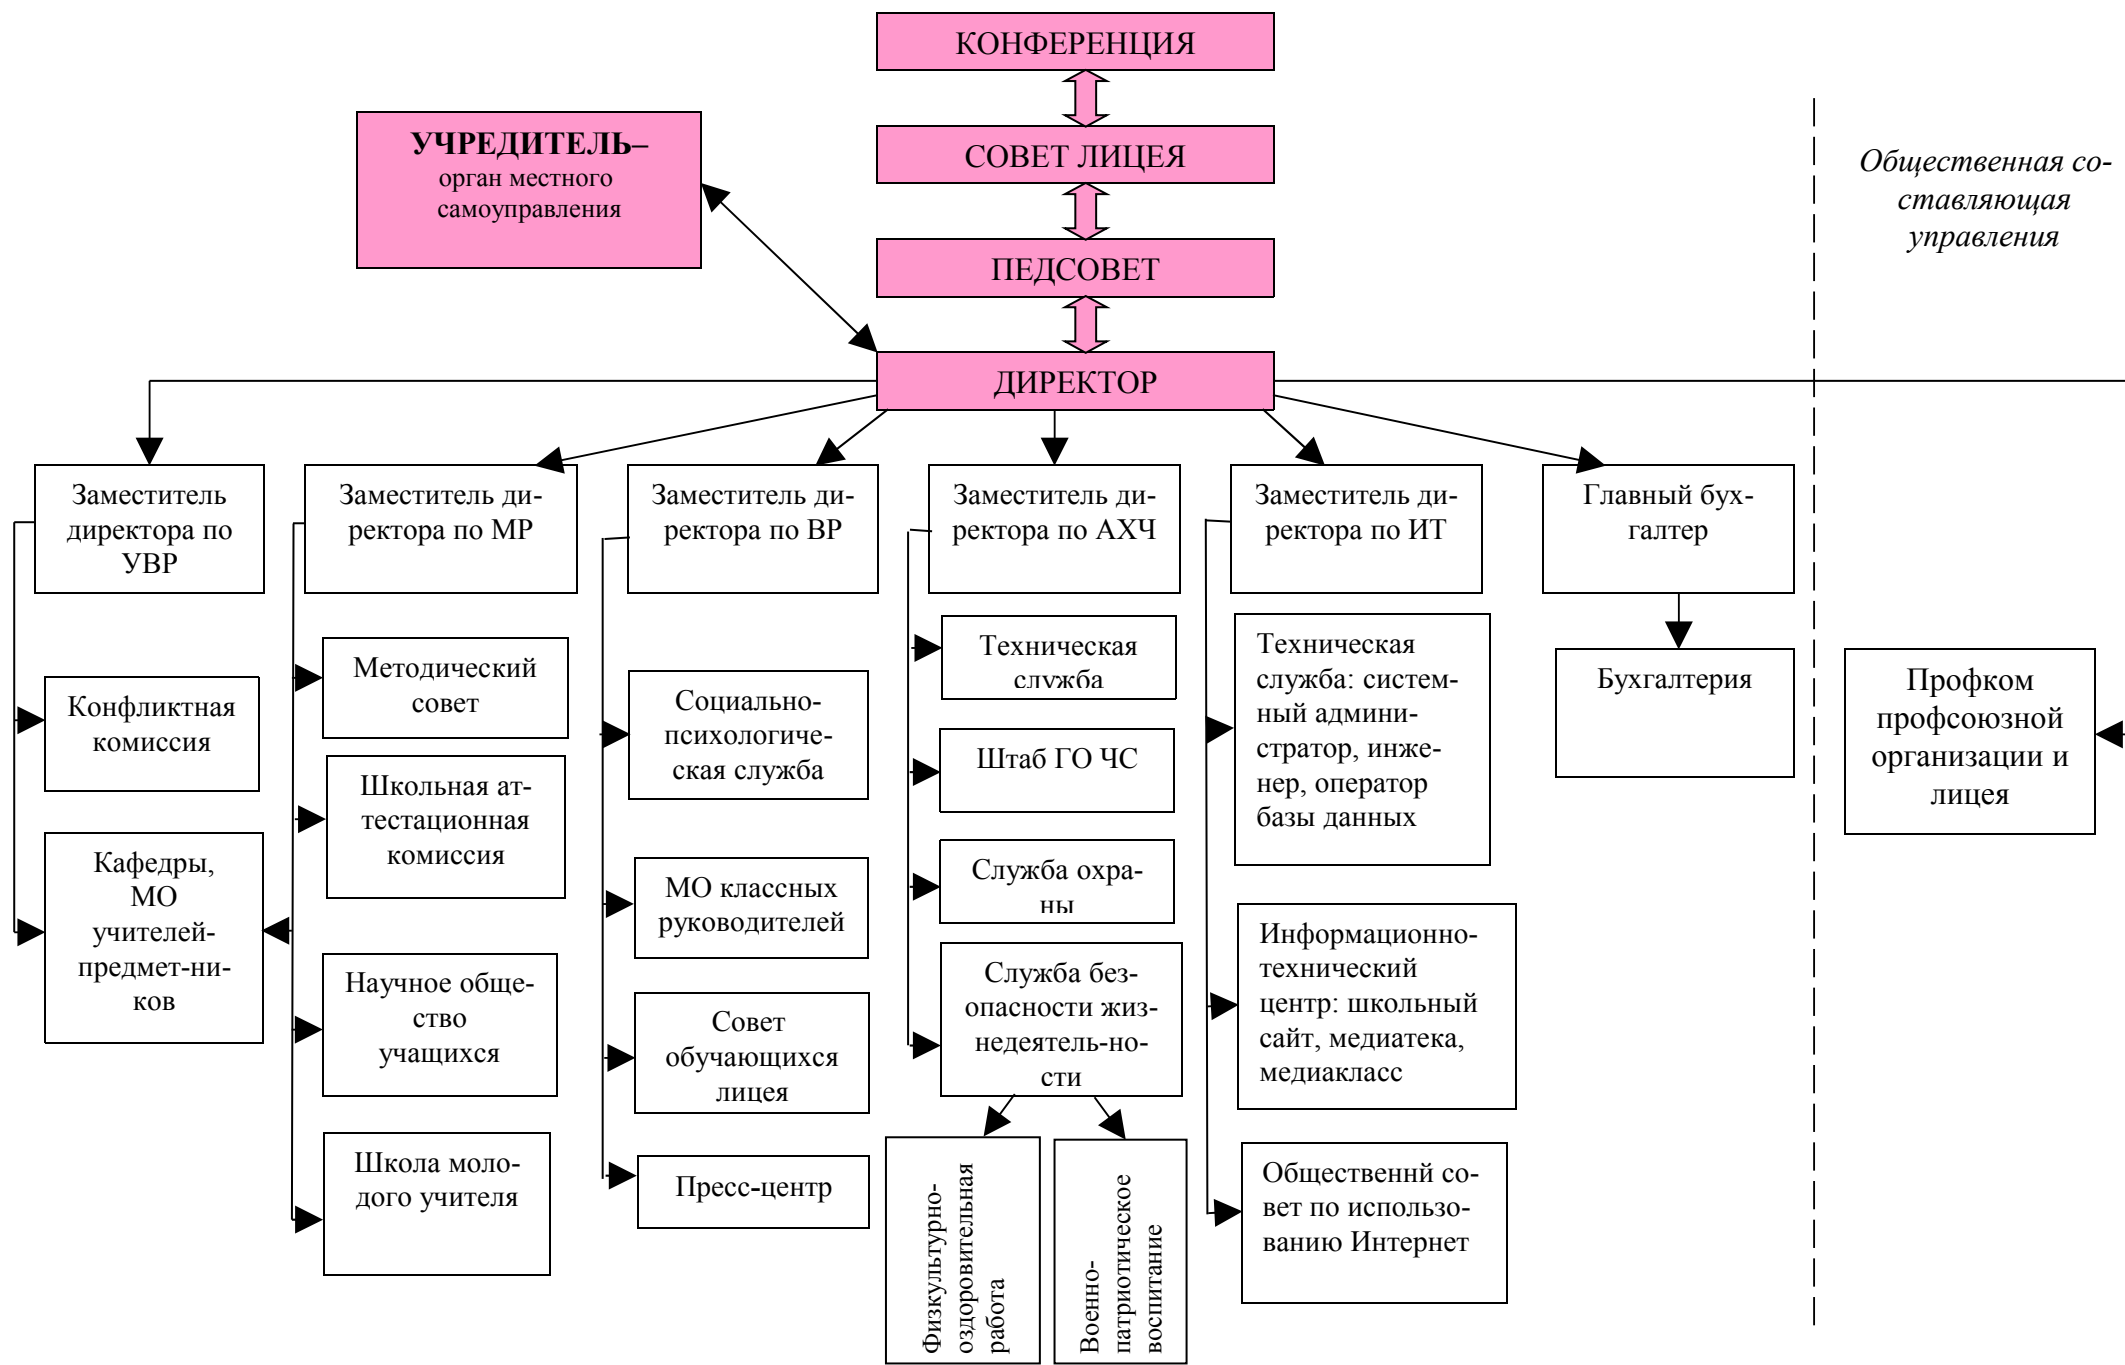 КОНФЕРЕНЦИЯ
УЧРЕДИТЕЛЬ–
орган местного
самоуправления
СОВЕТ ЛИЦЕЯ
Общественная со-
ставляющая
управления
ПЕДСОВЕТ
ДИРЕКТОР
Заместитель
директора по
УВР
Заместитель ди-
ректора по МР
Заместитель ди-
ректора по ВР
Заместитель ди-
ректора по АХЧ
Заместитель ди-
ректора по ИТ
Главный бух-
галтер
Конфликтная
комиссия
Кафедры,
МО
учителей-
предмет-ни-
ков
Методический
совет
Школьная ат-
тестационная
комиссия
Научное обще-
ство
учащихся
Школа моло-
дого учителя
Социально-
психологиче-
ская служба
МО классных
руководителей
Совет
обучающихся
лицея
Пресс-центр
Техническая
служба
Штаб ГО ЧС
Служба охра-
ны
Служба без-
опасности жиз-
недеятель-но-
сти
Физкультурно-
оздоровительная
работа
Военно-
патриотическое
воспитание
Техническая
служба: систем-
ный админи-
стратор, инже-
нер, оператор
базы данных
Информационно-
технический
центр: школьный
сайт, медиатека,
медиакласс
Общественнй со-
вет по использо-
ванию Интернет
Бухгалтерия
Профком
профсоюзной
организации и
лицея